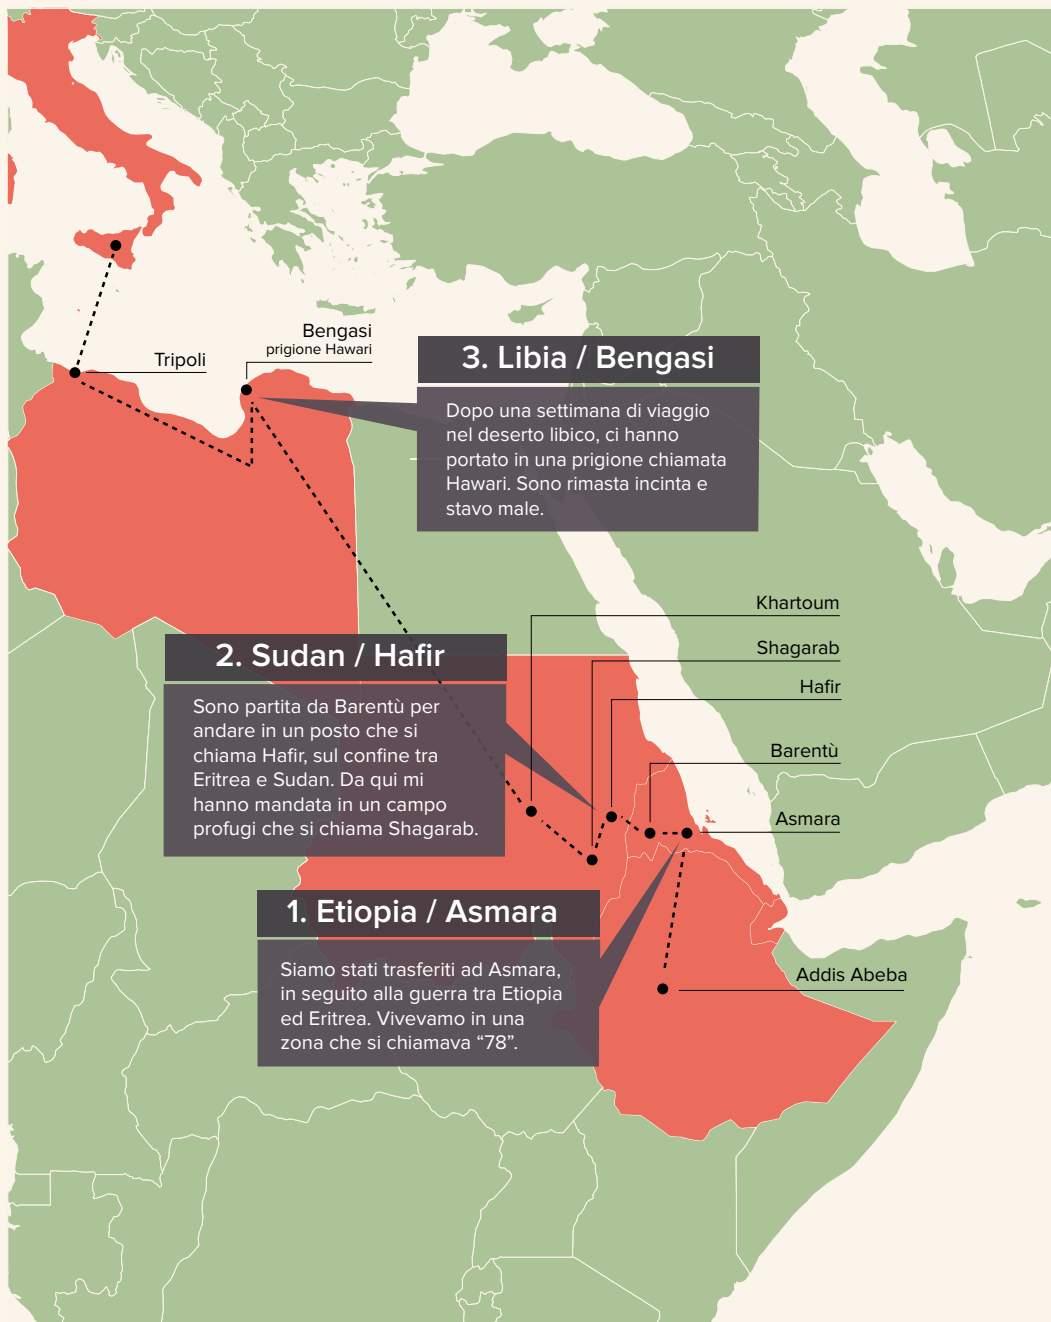 Bengasi
prigione Hawari
Tripoli
3. Libia / Bengasi
Dopo una settimana di viaggio
nel deserto libico, ci hanno
portato in una prigione chiamata
Hawari. Sono rimasta incinta e
stavo male.
Khartoum
Shagarab
Hafir
Barentù
Asmara
2. Sudan / Hafir
Sono partita da Barentù per
andare in un posto che si
chiama Hafir, sul confine tra
Eritrea e Sudan. Da qui mi
hanno mandata in un campo
profugi che si chiama Shagarab.
1. Etiopia / Asmara
Siamo stati trasferiti ad Asmara,
in seguito alla guerra tra Etiopia
ed Eritrea. Vivevamo in una
zona che si chiamava “78”.
Addis Abeba